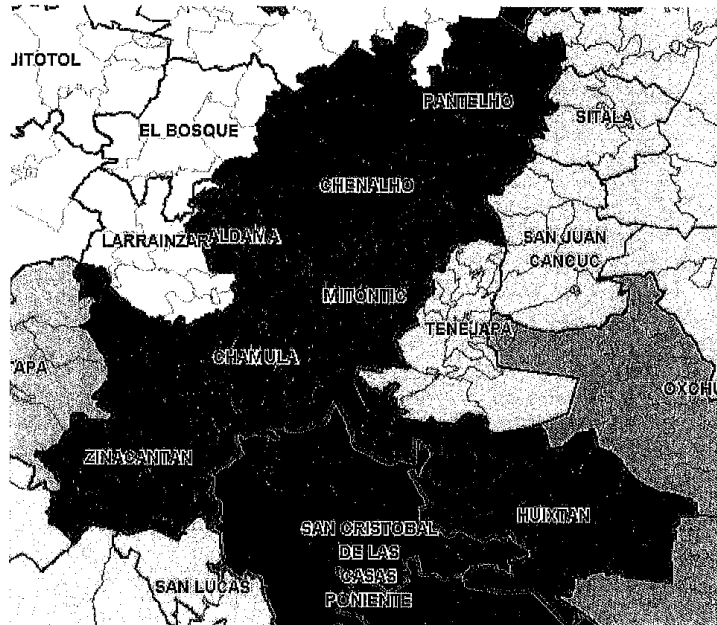 JITOTOL
EL BOSQUE
PANTELHO
SITALA
CHENALHO
LARRAINZAR
ALDAMA
SAN JUAN
CANCUC
MITONTIC
TENEJAPA
CHAMULA
TAPA
OXCHU
ZINACANTAN
HUIXTAN
SAN CRISTOBAL
DE LAS
CASAS
PONIENTE
SAN LUCAS